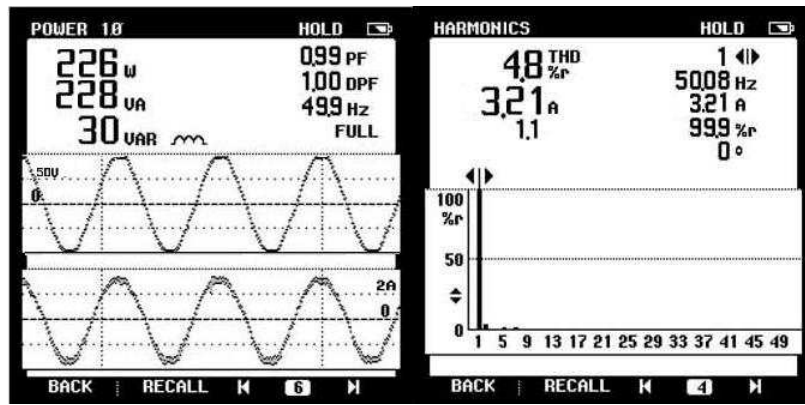 POWER 1Ø HOLD
226 W 0.99 PF
228 VA 1.00 DPF
30 VAR 49.9 Hz
FULL
50V
0
2A
0
BACK RECALL 6
HARMONICS HOLD
4.8 THD %r 1
3.21 A 50.08 Hz
1.1 3.21 A
99.9 %r
0 °
100
%r
50
0
1 5 9 13 17 21 25 29 33 37 41 45 49
BACK RECALL 4